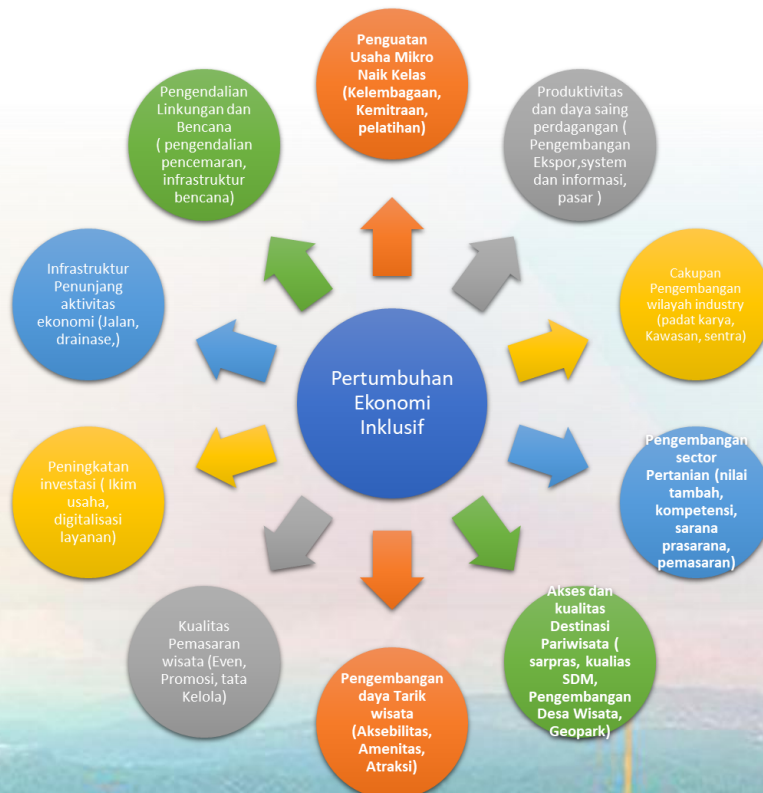 Penguatan
Usaha Mikro
Naik Kelas
(Kelembagaan,
Kemitraan,
pelatihan)
Produktivitas
dan daya saing
perdagangan (
Pengembangan
Ekspor,system
dan informasi,
pasar )
Cakupan
Pengembangan
wilayah industry
(padat karya,
Kawasan, sentra)
Pengembangan
sector
Pertanian (nilai
tambah,
kompetensi,
sarana
prasarana,
pemasaran)
Akses dan
kualitas
Destinasi
Pariwisata (
sarpras, kualias
SDM,
Pengembangan
Desa Wisata,
Geopark)
Pengembangan
daya Tarik
wisata
(Aksebilitas,
Amenitas,
Atraksi)
Kualitas
Pemasaran
wisata (Even,
Promosi, tata
Kelola)
Peningkatan
investasi ( Ikim
usaha,
digitalisasi
layanan)
Infrastruktur
Penunjang
aktivitas
ekonomi (Jalan,
drainase,)
Pengendalian
Linkungan dan
Bencana
( pengendalian
pencemaran,
infrastruktur
bencana)
Pertumbuhan
Ekonomi
Inklusif